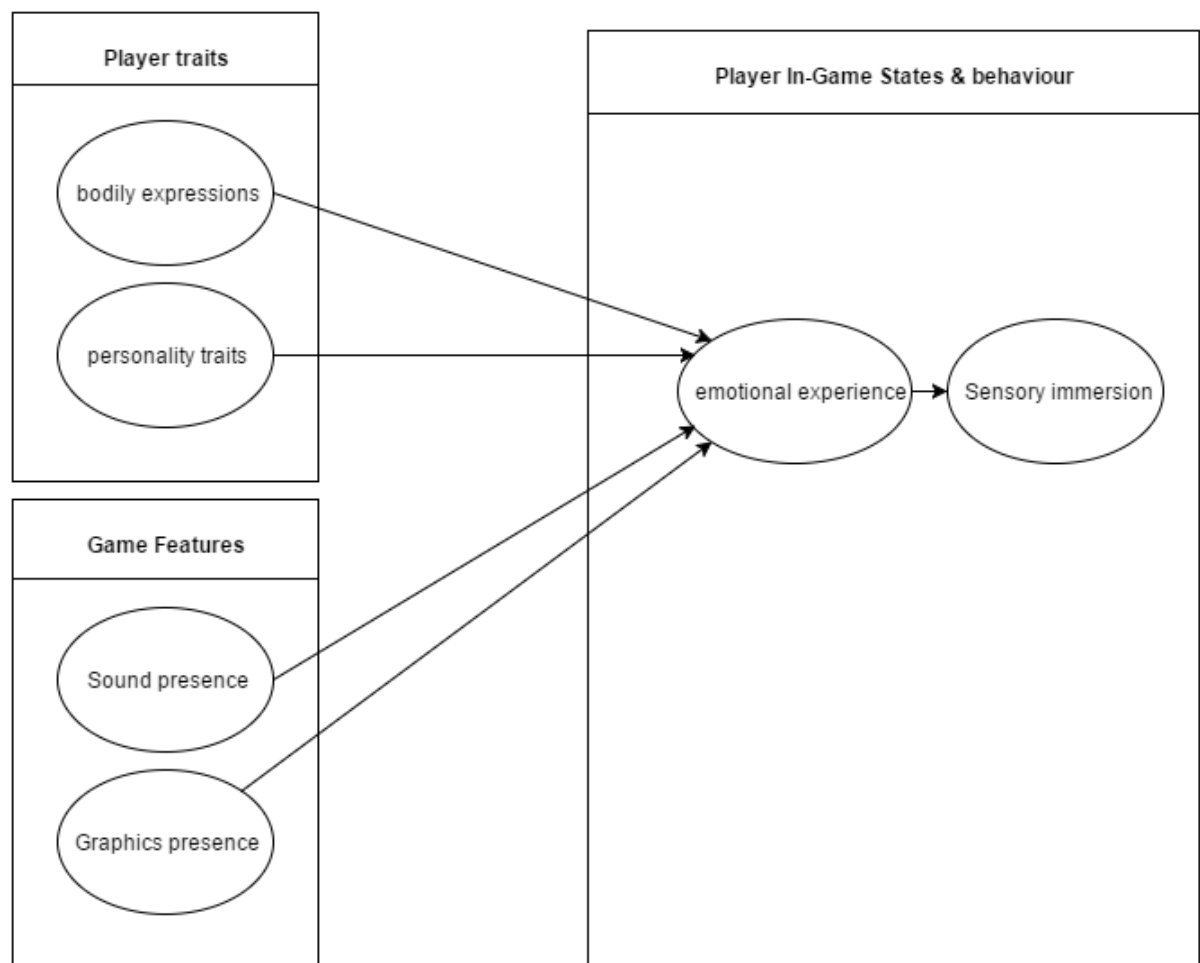 Player traits
bodily expressions
personality traits
Game Features
Sound presence
Graphics presence
Player In-Game States & behaviour
emotional experience
Sensory immersion